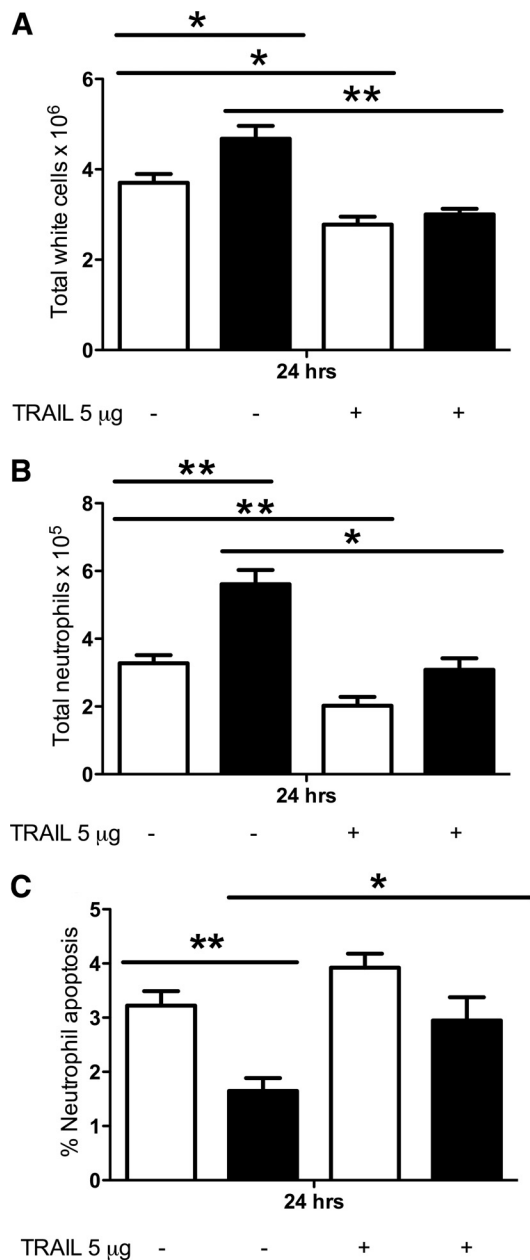 A
*
*
**
Total white cells x 10⁶
6
4
2
0
24 hrs
TRAIL 5 μg - - + +
B
**
**
*
Total neutrophils x 10⁵
8
6
4
2
0
24 hrs
TRAIL 5 μg - - + +
C
*
**
% Neutrophil apoptosis
5
4
3
2
1
0
24 hrs
TRAIL 5 μg - - + +